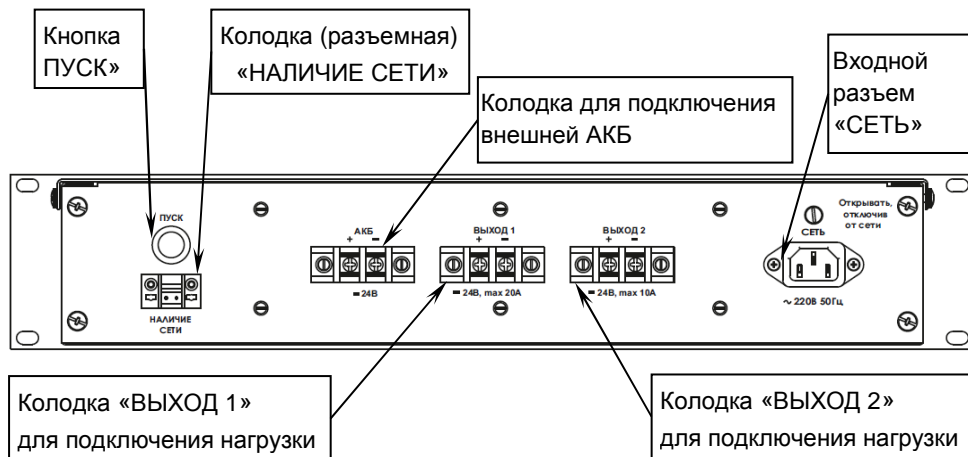 Кнопка
ПУСК»
Колодка (разъемная)
«НАЛИЧИЕ СЕТИ»
Колодка для подключения
внешней АКБ
Входной
разъем
«СЕТЬ»
ПУСК
НАЛИЧИЕ
СЕТИ
АКБ
+ −
= 24В
ВЫХОД 1
+ −
= 24В, max 20А
ВЫХОД 2
+ −
= 24В, max 10А
СЕТЬ
Открывать,
отключив
от сети
~ 220В 50Гц
Колодка «ВЫХОД 1»
для подключения нагрузки
Колодка «ВЫХОД 2»
для подключения нагрузки